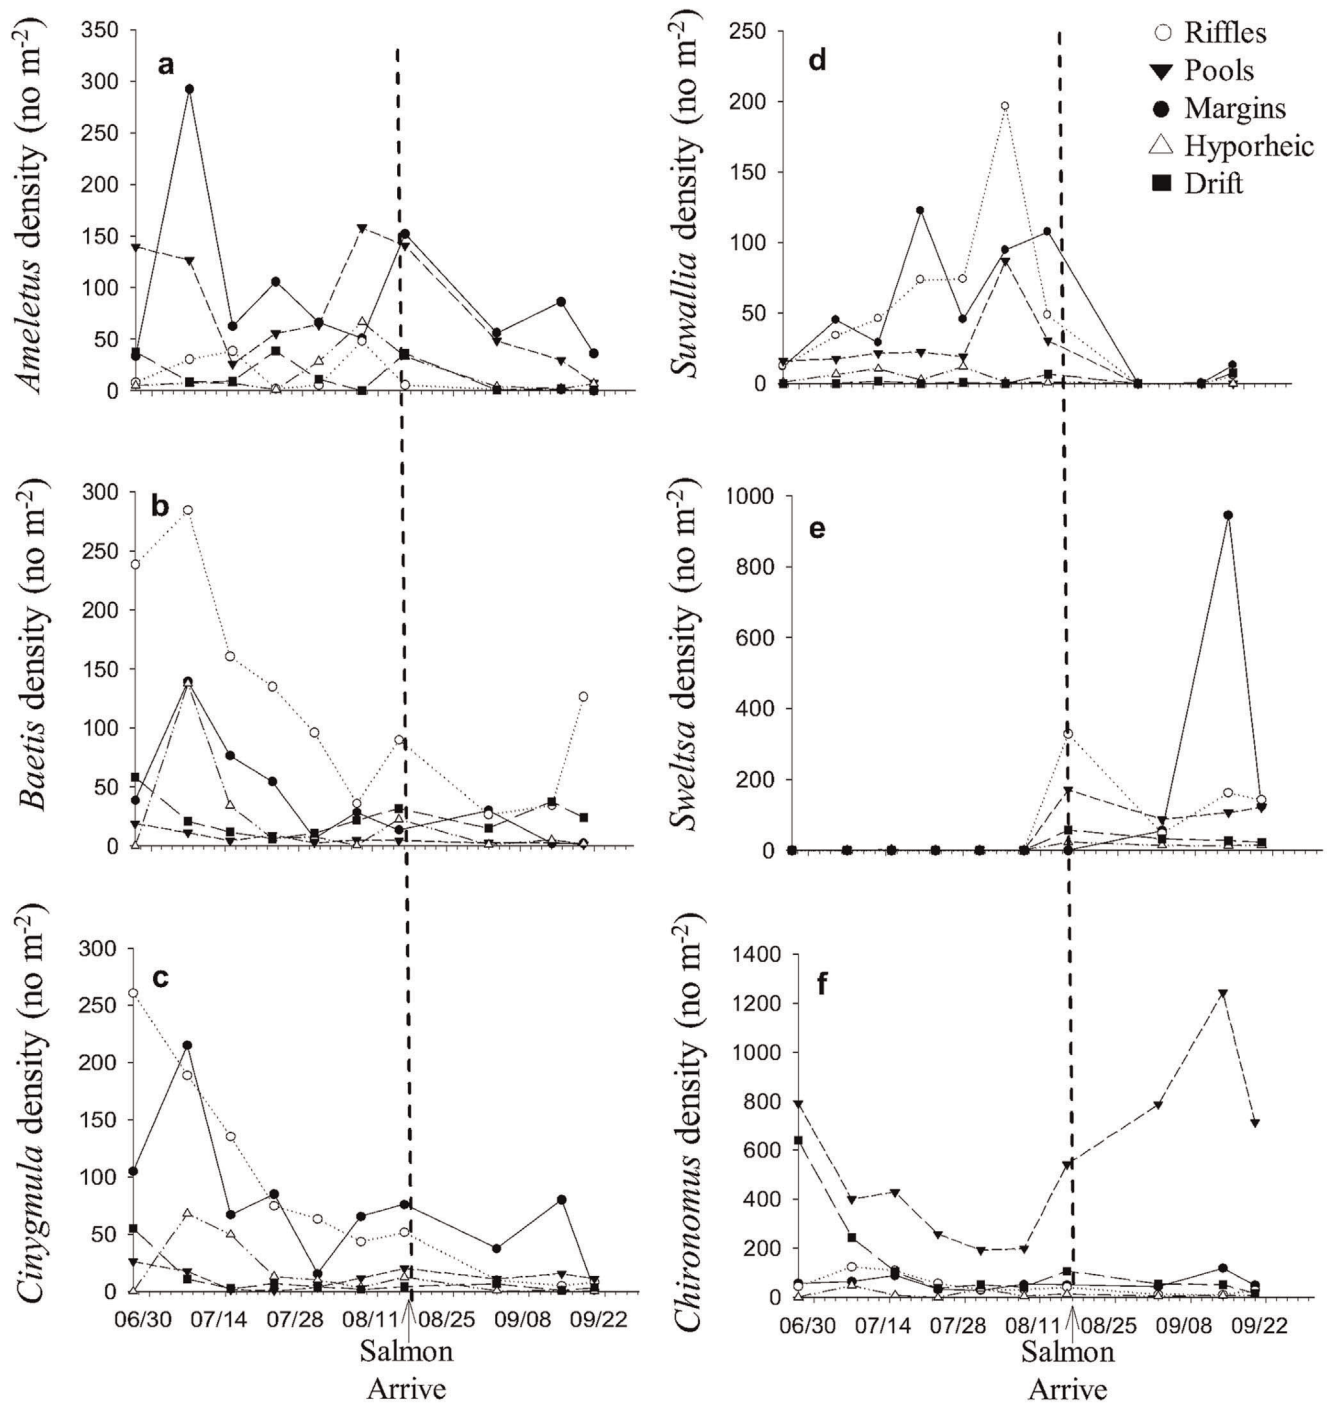 Ameletus density (no m⁻²)
350
300
250
200
150
100
50
0
a
Suwallia density (no m⁻²)
250
200
150
100
50
0
d
Riffles
Pools
Margins
Hyporheic
Drift
Baetis density (no m⁻²)
300
250
200
150
100
50
0
b
Sweltsa density (no m⁻²)
1000
800
600
400
200
0
e
Cinygmula density (no m⁻²)
300
250
200
150
100
50
0
c
06/30 07/14 07/28 08/11 08/25 09/08 09/22
Salmon
Arrive
Chironomus density (no m⁻²)
1400
1200
1000
800
600
400
200
0
f
06/30 07/14 07/28 08/11 08/25 09/08 09/22
Salmon
Arrive